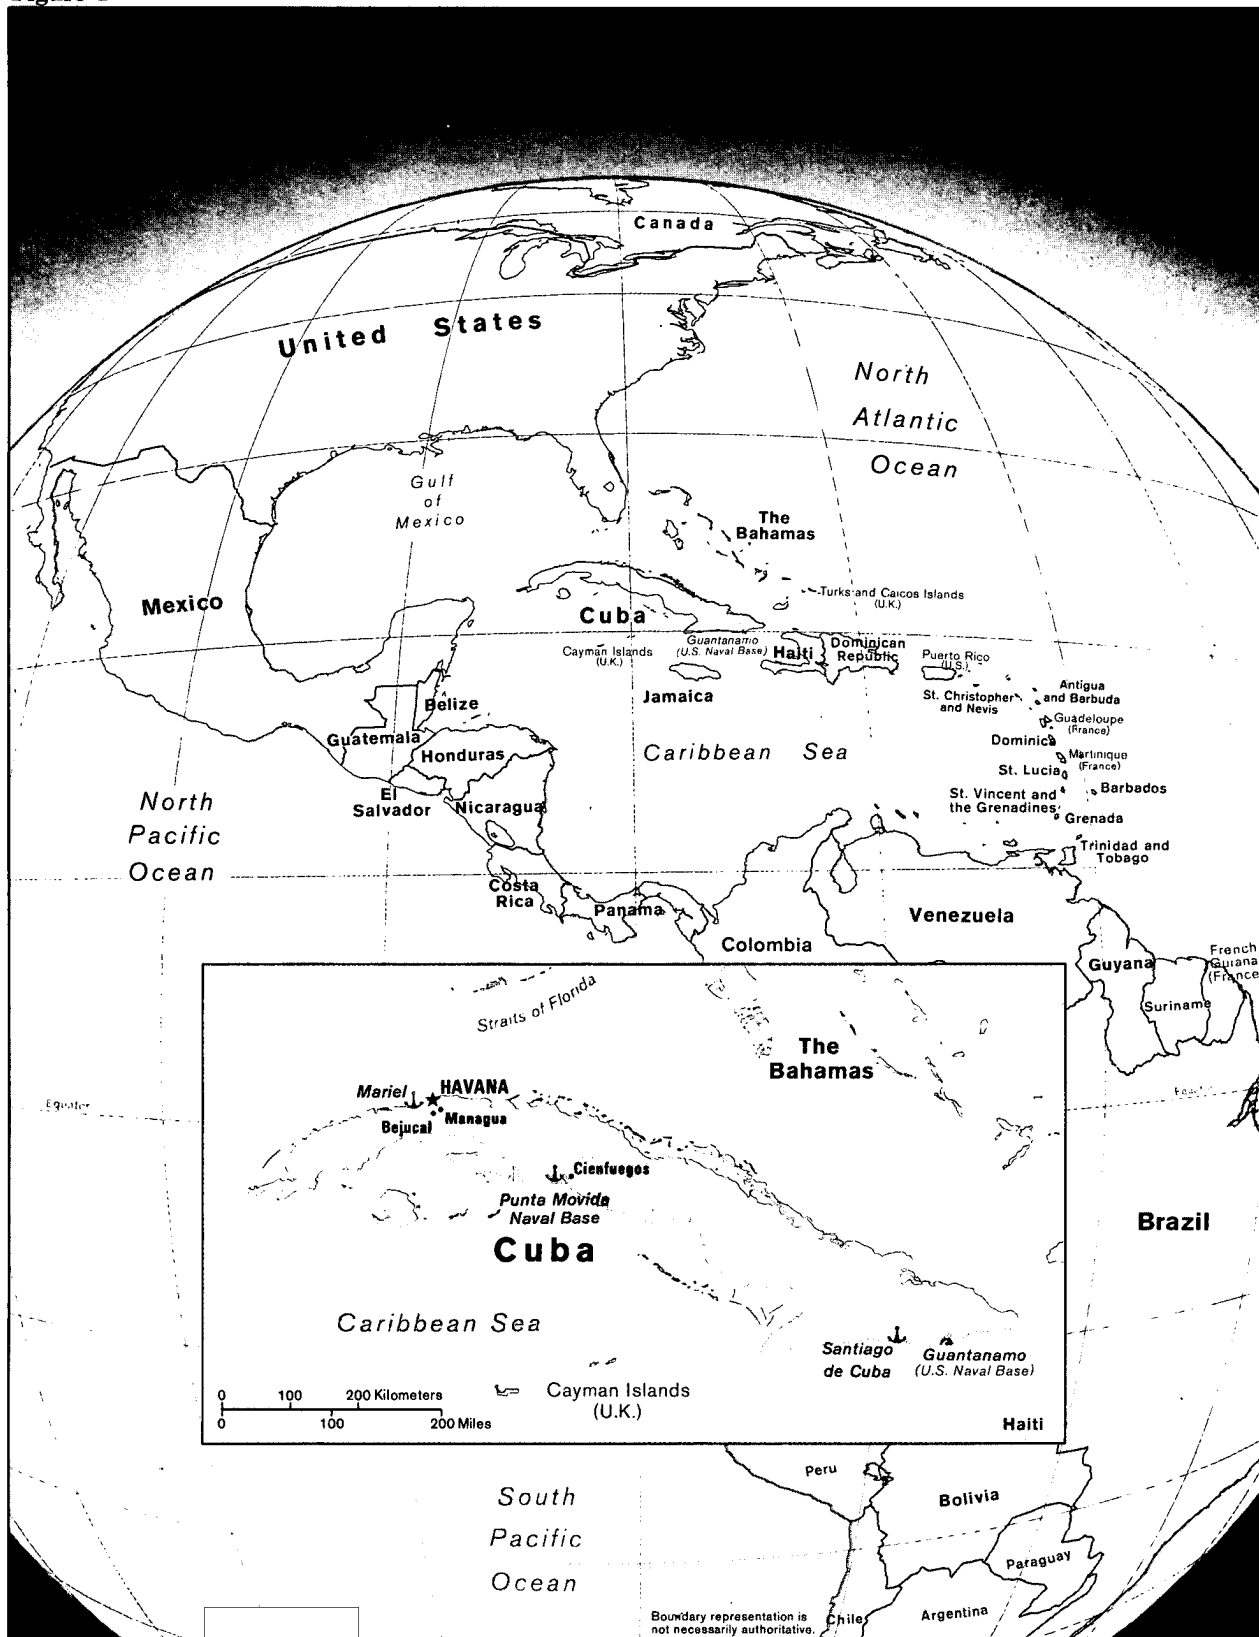 Canada
United States
North
Atlantic
Ocean
Gulf
of
Mexico
The
Bahamas
Mexico
Cuba
Turks and Caicos Islands
(U.K.)
Cayman Islands
(U.K.)
Guantanamo
(U.S. Naval Base)
Haiti
Dominican
Republic
Puerto Rico
(U.S.)
Jamaica
St. Christopher
and Nevis
Antigua
and Barbuda
Guadeloupe
(France)
Belize
Guatemala
Honduras
Caribbean Sea
Dominica
Martinique
(France)
St. Lucia
El
Salvador
Nicaragua
St. Vincent and
the Grenadines
Barbados
Grenada
North
Pacific
Ocean
Trinidad and
Tobago
Costa
Rica
Panama
Venezuela
Colombia
Guyana
French
Guiana
(France
Suriname
Straits of Florida
The
Bahamas
Mariel
HAVANA
Bejucal
Managua
Equator
Cienfuegos
Punta Movida
Naval Base
Cuba
Brazil
Caribbean Sea
Santiago
de Cuba
Guantanamo
(U.S. Naval Base)
0 100 200 Kilometers
0 100 200 Miles
Cayman Islands
(U.K.)
Haiti
Peru
Bolivia
South
Pacific
Ocean
Paraguay
Boundary representation is
not necessarily authoritative.
Chile
Argentina